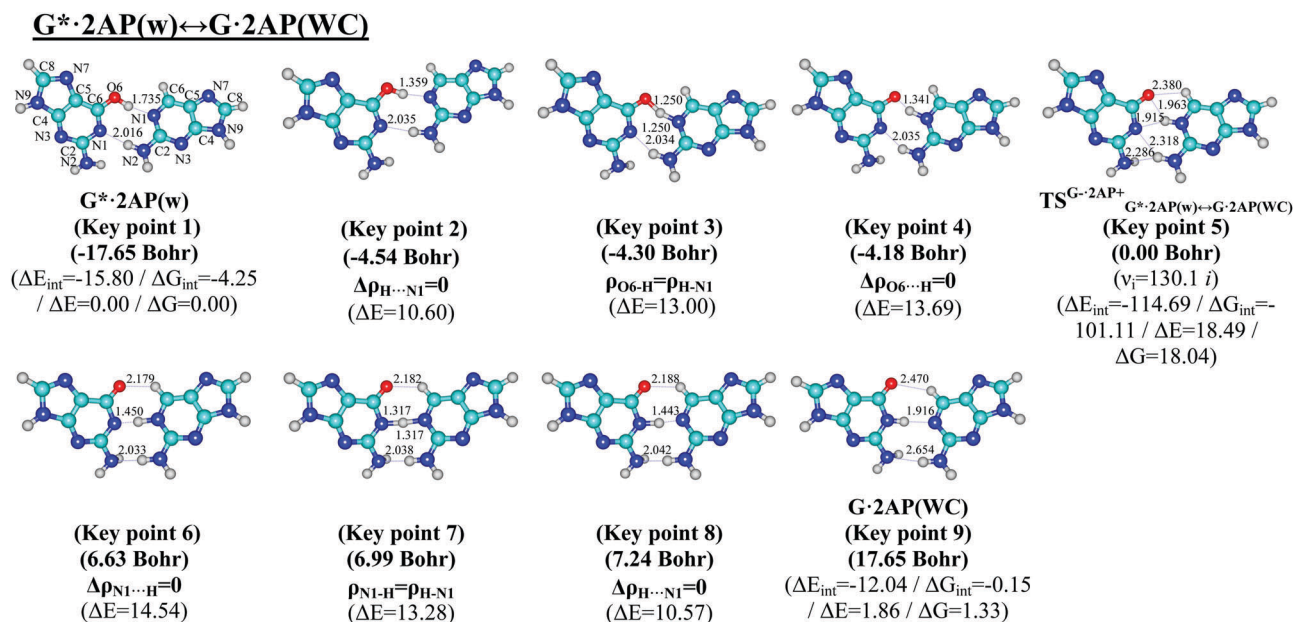 G*·2AP(w)↔G·2AP(WC)
C8 N7 O6 C6 N7
N9 C5 1.735 C5 C8
C6 N1
C4 N9
N3 2.016 C4
C2 N1 C2 N3
N2 N2
G*·2AP(w)
(Key point 1)
(-17.65 Bohr)
(ΔEint=-15.80 / ΔGint=-4.25
/ ΔE=0.00 / ΔG=0.00)
1.359
2.035
(Key point 2)
(-4.54 Bohr)
ΔρH···N1=0
(ΔE=10.60)
1.250
1.250
2.034
(Key point 3)
(-4.30 Bohr)
ρO6-H=ρH-N1
(ΔE=13.00)
1.341
2.035
(Key point 4)
(-4.18 Bohr)
ΔρO6···H=0
(ΔE=13.69)
2.380
1.963
1.915
2.318
2.286
TSG-·2AP+G*·2AP(w)↔G·2AP(WC)
(Key point 5)
(0.00 Bohr)
(νi=130.1 i)
(ΔEint=-114.69 / ΔGint=-
101.11 / ΔE=18.49 /
ΔG=18.04)
2.179
1.450
2.033
(Key point 6)
(6.63 Bohr)
ΔρN1···H=0
(ΔE=14.54)
2.182
1.317
1.317
2.038
(Key point 7)
(6.99 Bohr)
ρN1-H=ρH-N1
(ΔE=13.28)
2.188
1.443
2.042
(Key point 8)
(7.24 Bohr)
ΔρH···N1=0
(ΔE=10.57)
2.470
1.916
2.654
G·2AP(WC)
(Key point 9)
(17.65 Bohr)
(ΔEint=-12.04 / ΔGint=-0.15
/ ΔE=1.86 / ΔG=1.33)